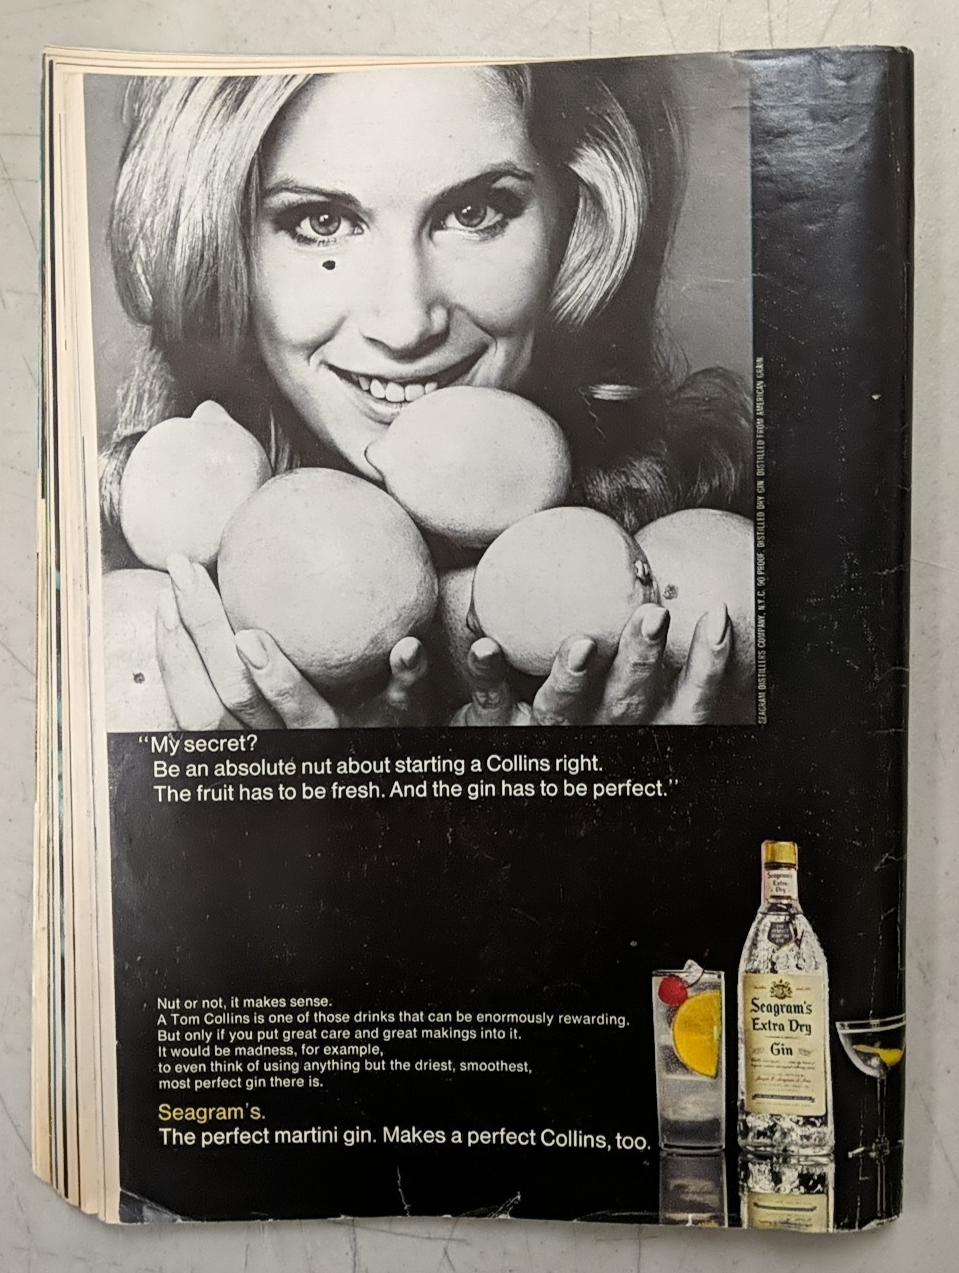 SEAGRAM DISTILLERS COMPANY, N.Y.C. 90 PROOF. DISTILLED DRY GIN. DISTILLED FROM AMERICAN GRAIN.
“My secret?
Be an absolute nut about starting a Collins right.
The fruit has to be fresh. And the gin has to be perfect.”
Nut or not, it makes sense.
A Tom Collins is one of those drinks that can be enormously rewarding.
But only if you put great care and great makings into it.
It would be madness, for example,
to even think of using anything but the driest, smoothest,
most perfect gin there is.
Seagram's.
The perfect martini gin. Makes a perfect Collins, too.
Seagram's
Extra
Dry
Seagram's
Extra Dry
Gin